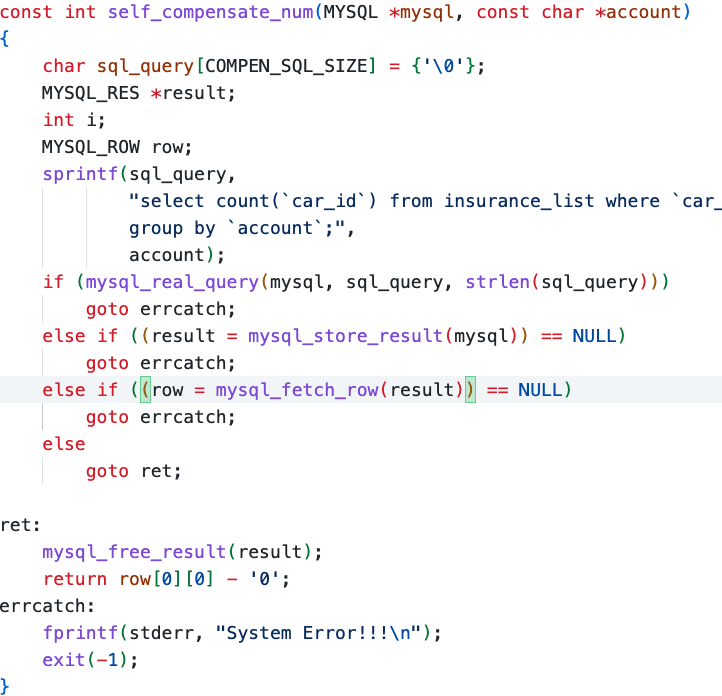 const int self_compensate_num(MYSQL *mysql, const char *account)
{
    char sql_query[COMPEN_SQL_SIZE] = {'\0'};
    MYSQL_RES *result;
    int i;
    MYSQL_ROW row;
    sprintf(sql_query,
            "select count(`car_id`) from insurance_list where `car_
            group by `account`;",
            account);
    if (mysql_real_query(mysql, sql_query, strlen(sql_query)))
        goto errcatch;
    else if ((result = mysql_store_result(mysql)) == NULL)
        goto errcatch;
    else if ((row = mysql_fetch_row(result)) == NULL)
        goto errcatch;
    else
        goto ret;

ret:
    mysql_free_result(result);
    return row[0][0] - '0';
errcatch:
    fprintf(stderr, "System Error!!!\n");
    exit(-1);
}